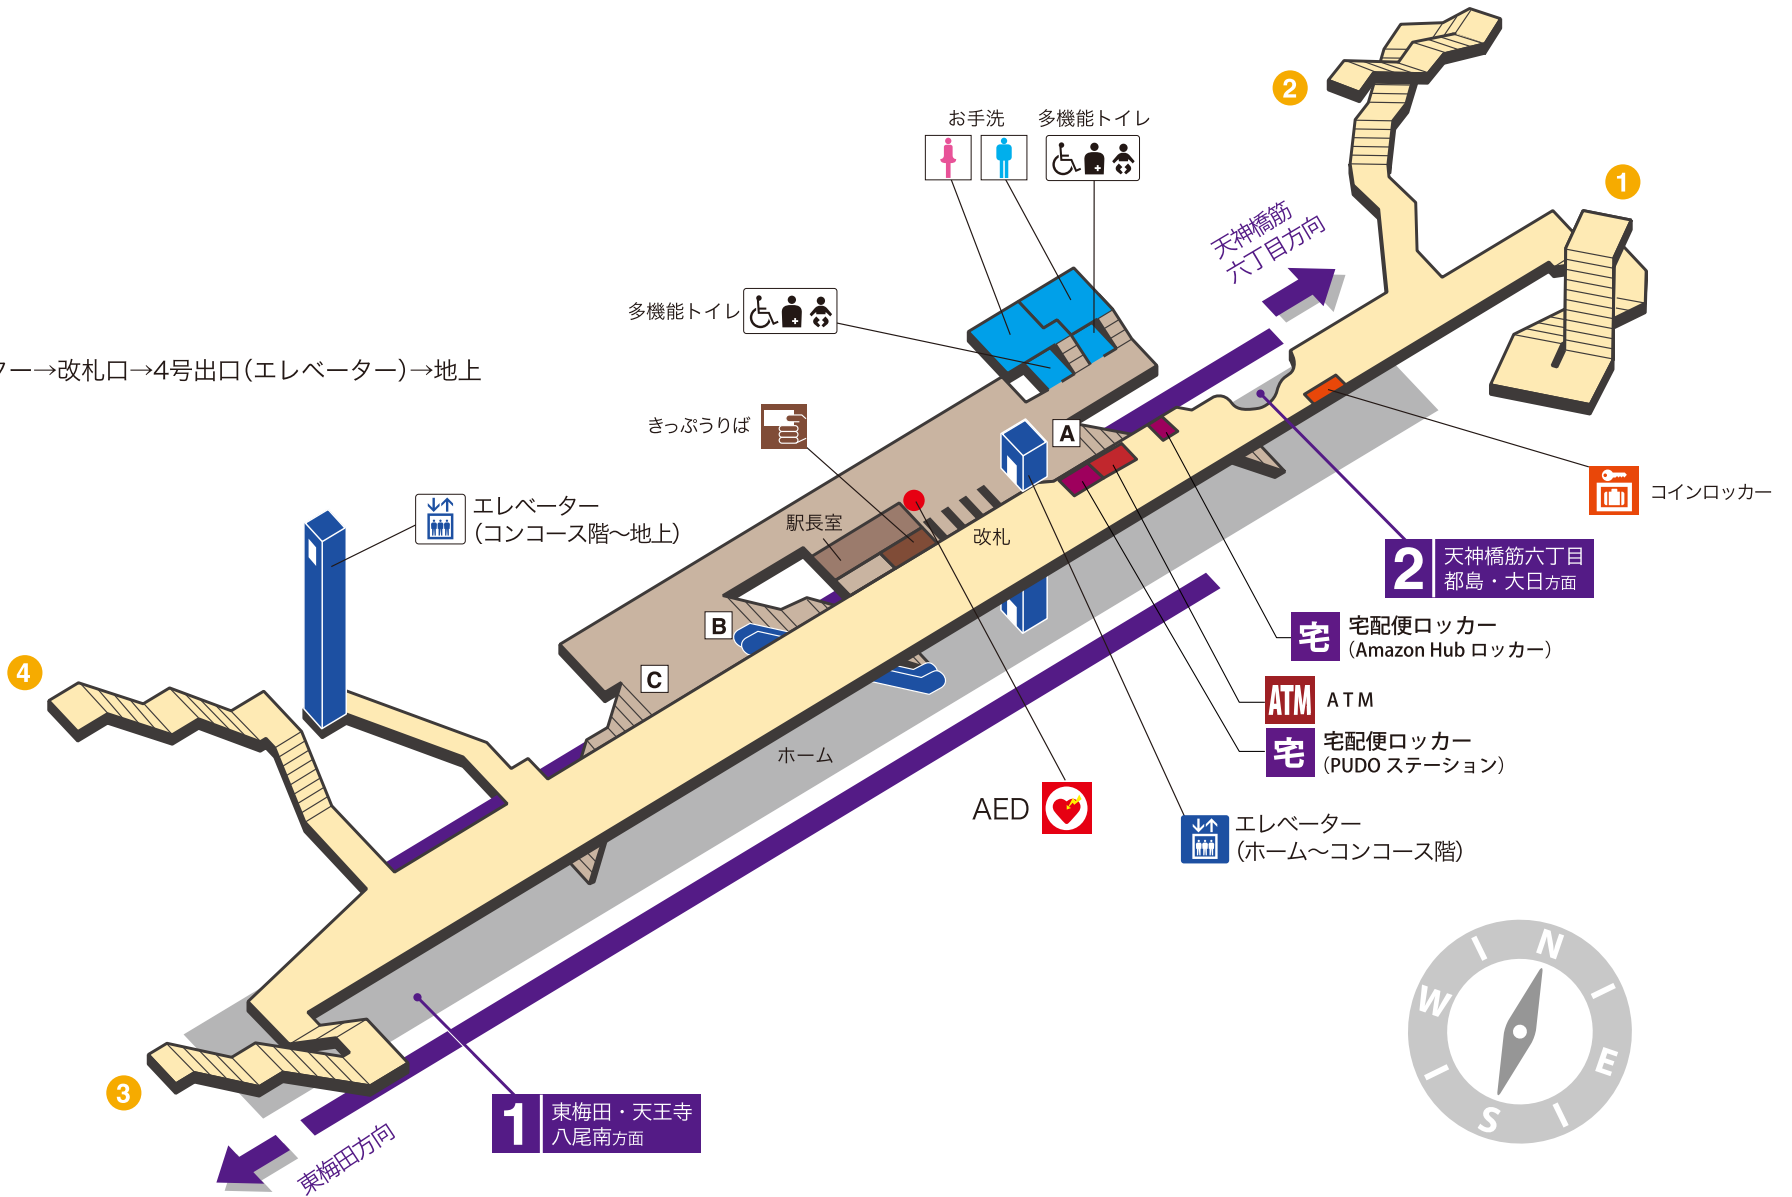 2
1
お手洗
多機能トイレ
天神橋筋
六丁目方向
多機能トイレ
ター→改札口→4号出口(エレベーター)→地上
きっぷうりば
A
エレベーター
(コンコース階〜地上)
駅長室
改札
コインロッカー
2
天神橋筋六丁目
都島・大日方面
B
宅 宅配便ロッカー
(Amazon Hub ロッカー)
4
C
ATM ATM
宅 宅配便ロッカー
(PUDO ステーション)
ホーム
AED
エレベーター
(ホーム〜コンコース階)
3
1
東梅田・天王寺
八尾南方面
東梅田方向
N
W
E
S